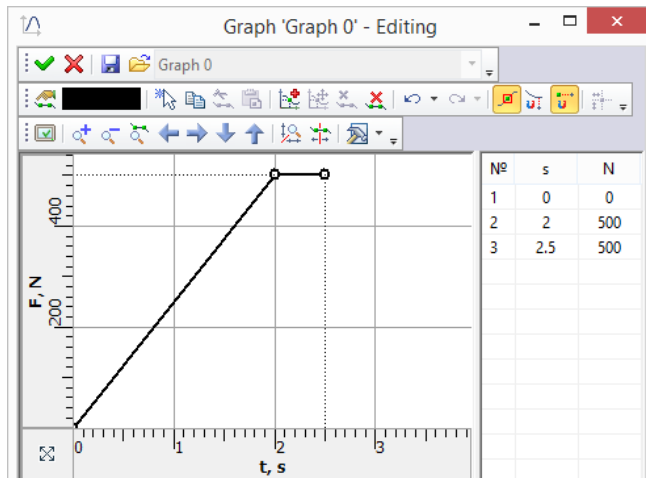 Graph 'Graph 0' - Editing
Graph 0
Nº s N
1 0 0
2 2 500
3 2.5 500
400
200
F, N
0 1 2 3
t, s